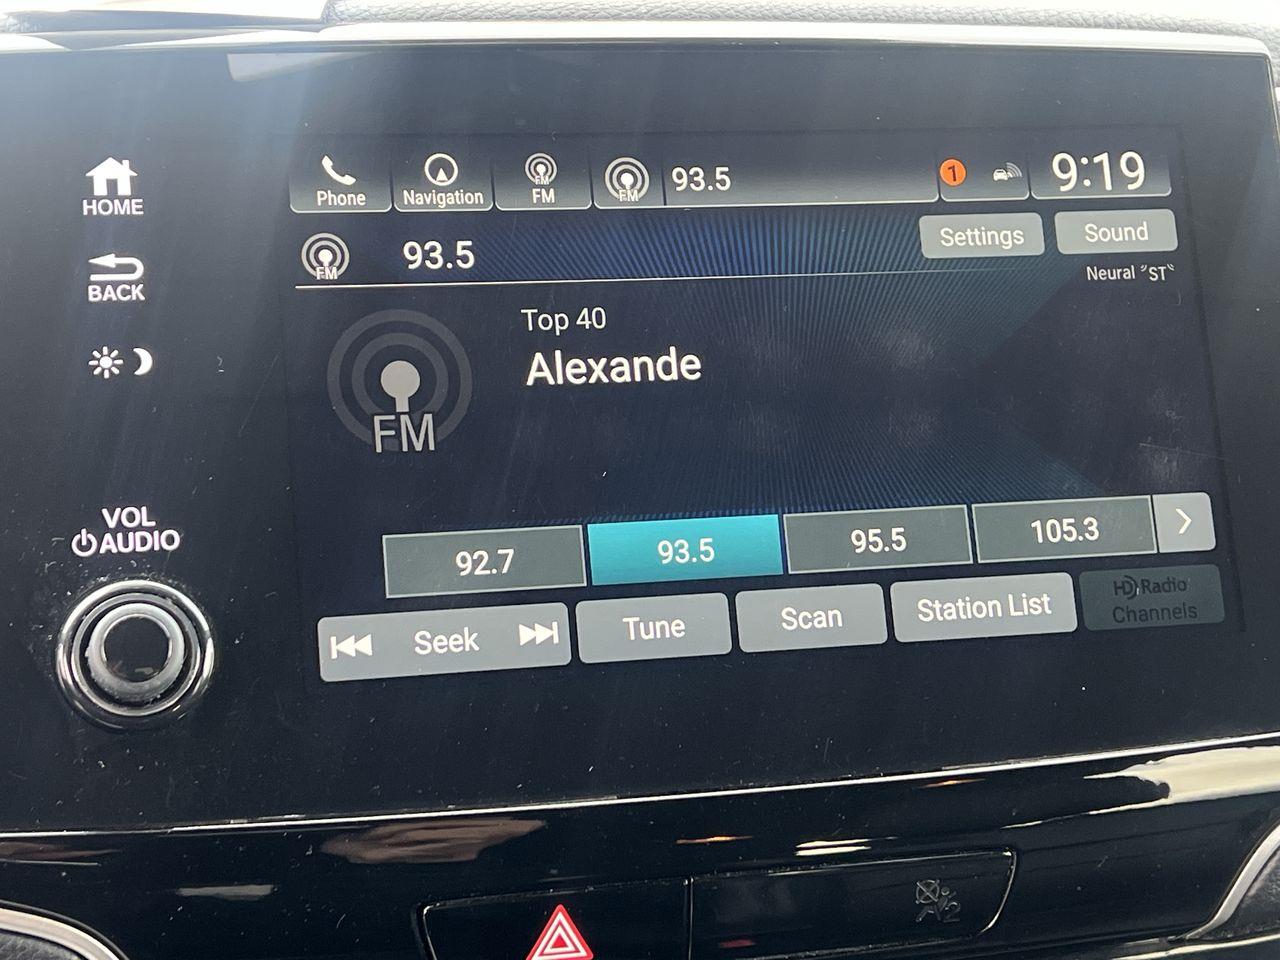 Phone
Navigation
FM
FM
FM
93.5
1
9:19
HOME
FM
93.5
Settings
Sound
BACK
Neural "ST"
Top 40
Alexande
FM
VOL
AUDIO
92.7
93.5
95.5
105.3
Seek
Tune
Scan
Station List
HD Radio
Channels
2